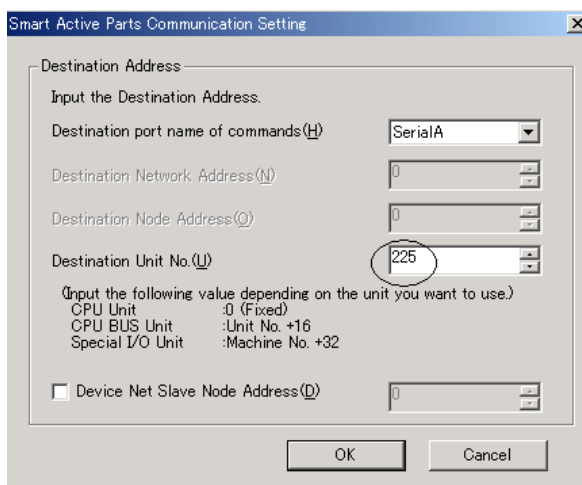 Smart Active Parts Communication Setting
Destination Address
Input the Destination Address.
Destination port name of commands(H) SerialA
Destination Network Address(N) 0
Destination Node Address(O) 0
Destination Unit No.(U) 225
(Input the following value depending on the unit you want to use.)
CPU Unit :0 (Fixed)
CPU BUS Unit :Unit No. +16
Special I/O Unit :Machine No. +32
Device Net Slave Node Address(D) 0
OK Cancel